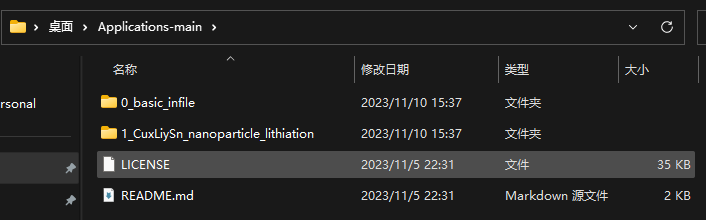 桌面 Applications-main
名称 修改日期 类型 大小
ersonal
0_basic_infile 2023/11/10 15:37 文件夹
1_CuxLiySn_nanoparticle_lithiation 2023/11/10 15:37 文件夹
LICENSE 2023/11/5 22:31 文件 35 KB
README.md 2023/11/5 22:31 Markdown 源文件 2 KB